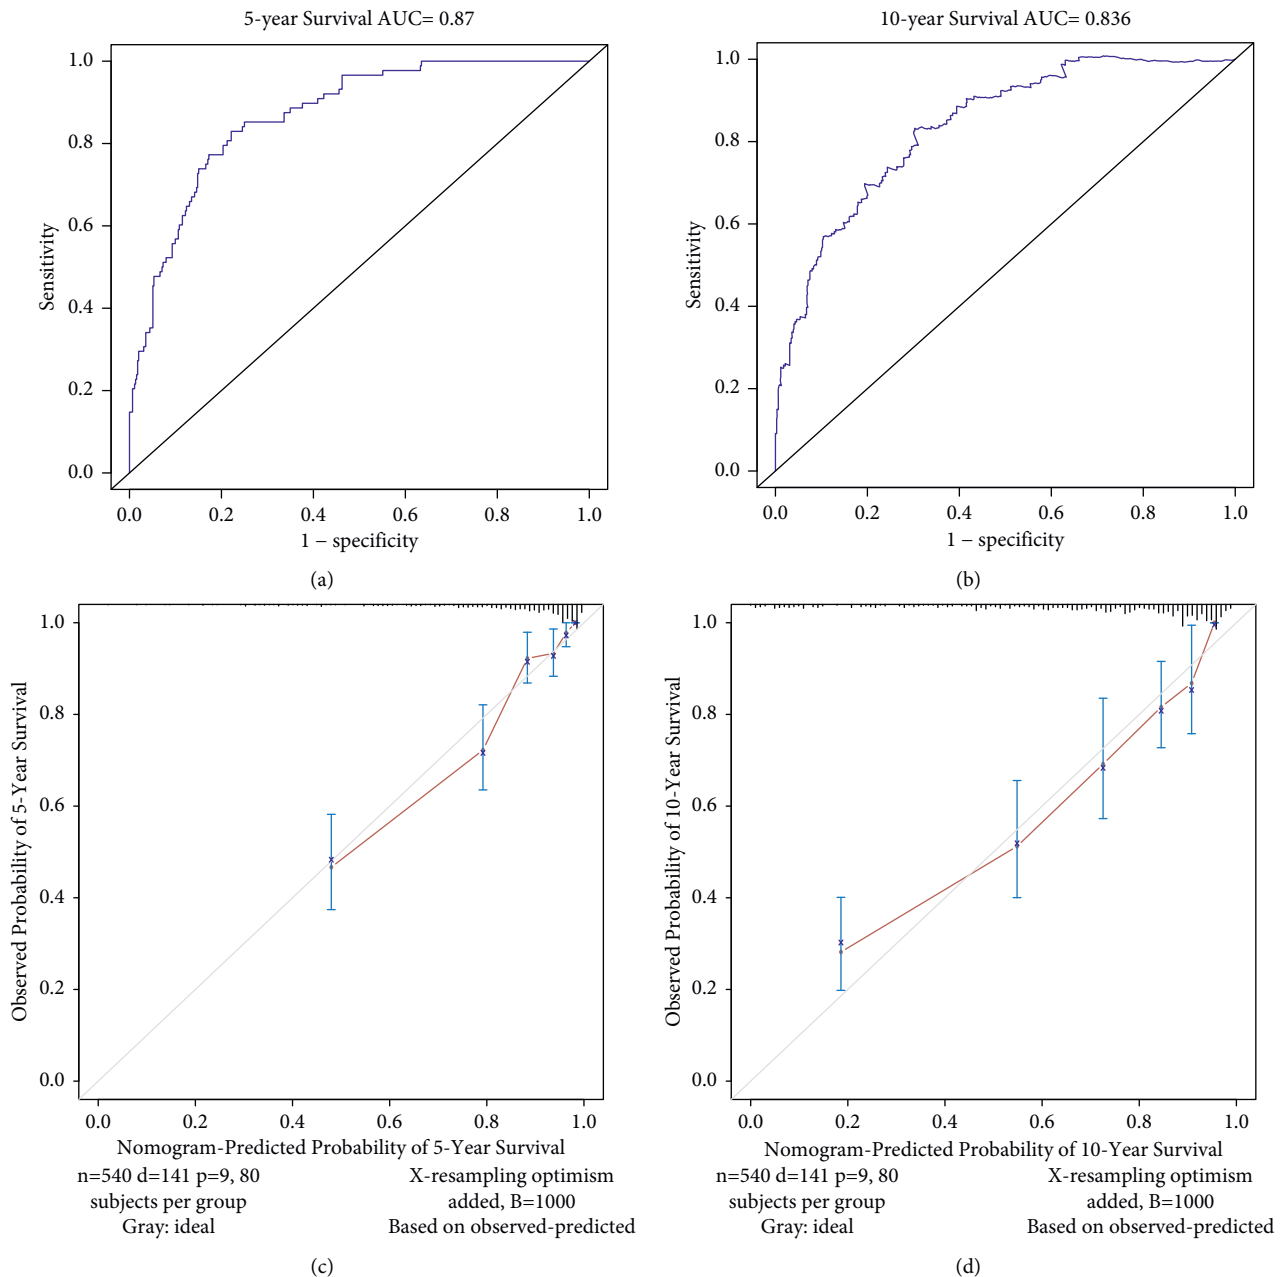 5-year Survival AUC= 0.87
1.0
0.8
0.6
0.4
0.2
0.0
Sensitivity
0.0 0.2 0.4 0.6 0.8 1.0
1 − specificity
(a)
10-year Survival AUC= 0.836
1.0
0.8
0.6
0.4
0.2
0.0
Sensitivity
0.0 0.2 0.4 0.6 0.8 1.0
1 − specificity
(b)
1.0
0.8
0.6
0.4
0.2
0.0
Observed Probability of 5-Year Survival
0.0 0.2 0.4 0.6 0.8 1.0
Nomogram-Predicted Probability of 5-Year Survival
n=540 d=141 p=9, 80
subjects per group
Gray: ideal
X-resampling optimism
added, B=1000
Based on observed-predicted
(c)
1.0
0.8
0.6
0.4
0.2
0.0
Observed Probability of 10-Year Survival
0.0 0.2 0.4 0.6 0.8 1.0
Nomogram-Predicted Probability of 10-Year Survival
n=540 d=141 p=9, 80
subjects per group
Gray: ideal
X-resampling optimism
added, B=1000
Based on observed-predicted
(d)